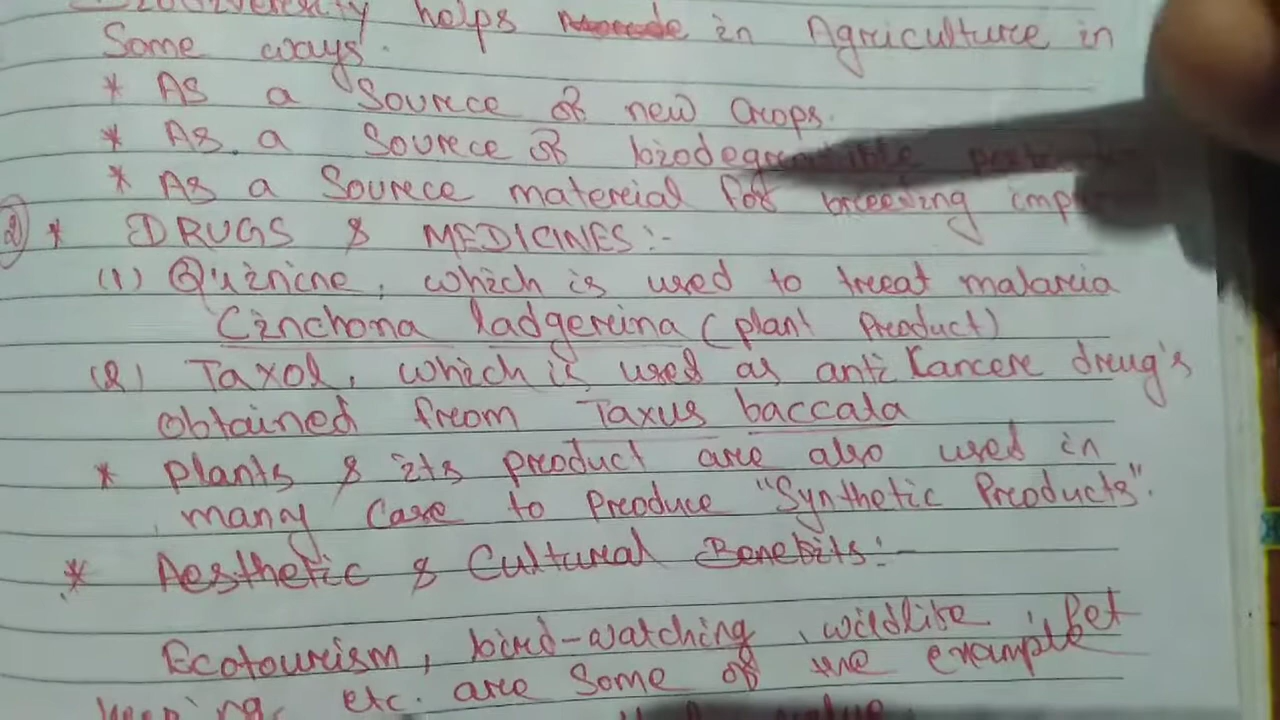 helps in Agriculture in
Some ways.
* As a Source of new Crops.
* As a Source of
* As a Source material for breeding
2) * DRUGS & MEDICINES:-
(1) Quinine, which is used to treat malaria
Cinchona ladgerina (plant Product)
(2) Taxol, which is used as anti Kancer drug's
obtained from Taxus baccata
* plants & its product are also used in
many Case to Produce "Synthetic Products".
* Aesthetic & Cultural Benefits:-
Ecotourism, bird-watching, wildlife, Pet
etc. are Some of the example